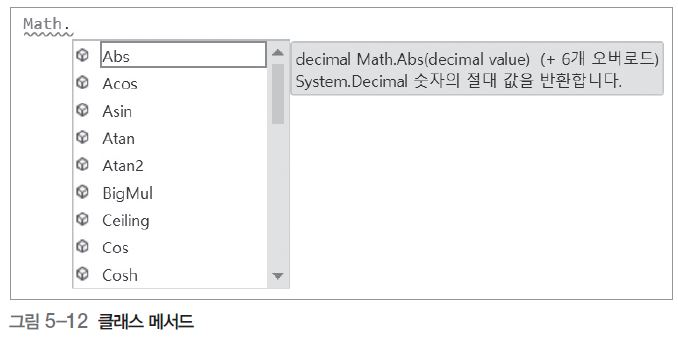 Math.
Abs
Acos
Asin
Atan
Atan2
BigMul
Ceiling
Cos
Cosh
decimal Math.Abs(decimal value) (+ 6개 오버로드)
System.Decimal 숫자의 절대 값을 반환합니다.
그림 5-12 클래스 메서드